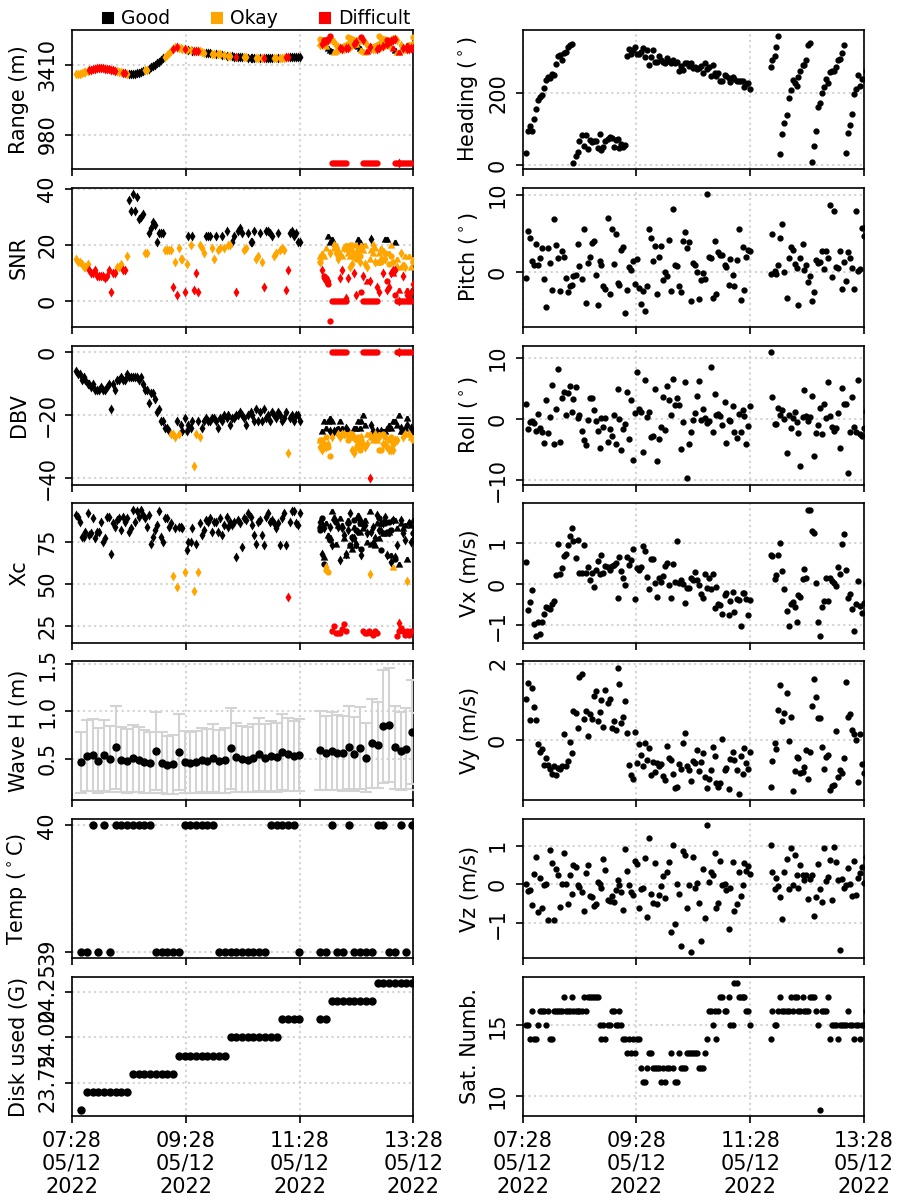 Good Okay Difficult
Range (m)
3410
980
Heading (°)
200
0
SNR
40
20
0
Pitch (°)
10
0
DBV
0
−20
−40
Roll (°)
10
0
−10
Xc
75
50
25
Vx (m/s)
1
0
−1
Wave H (m)
1.5
1.0
0.5
Vy (m/s)
2
0
Temp (°C)
40
39
Vz (m/s)
1
0
−1
Disk used (G)
24.25
24.00
23.75
Sat. Numb.
15
10
07:28 09:28 11:28 13:28 07:28 09:28 11:28 13:28
05/12 05/12 05/12 05/12 05/12 05/12 05/12 05/12
2022 2022 2022 2022 2022 2022 2022 2022